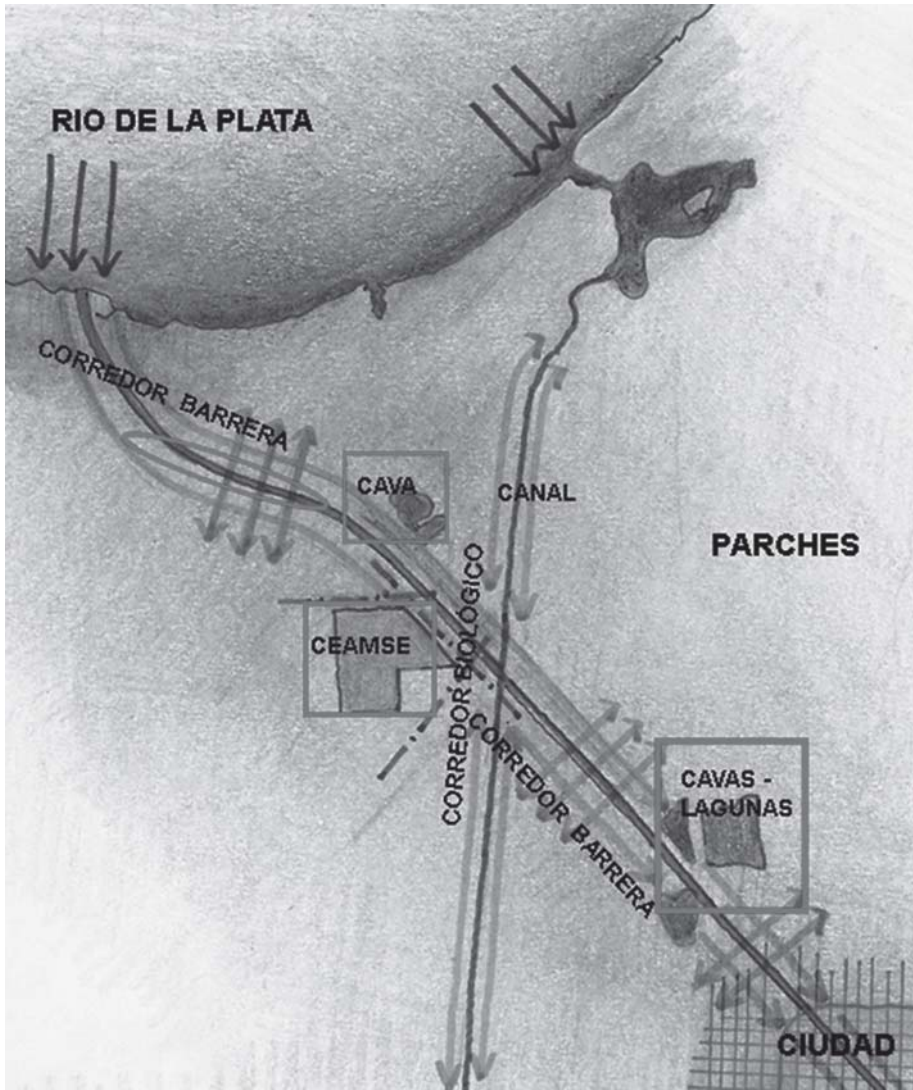 RIO DE LA PLATA
CORREDOR BARRERA
CAVA
CANAL
PARCHES
CEAMSE
CORREDOR BIOLÓGICO
CORREDOR BARRERA
CAVAS -
LAGUNAS
CIUDAD